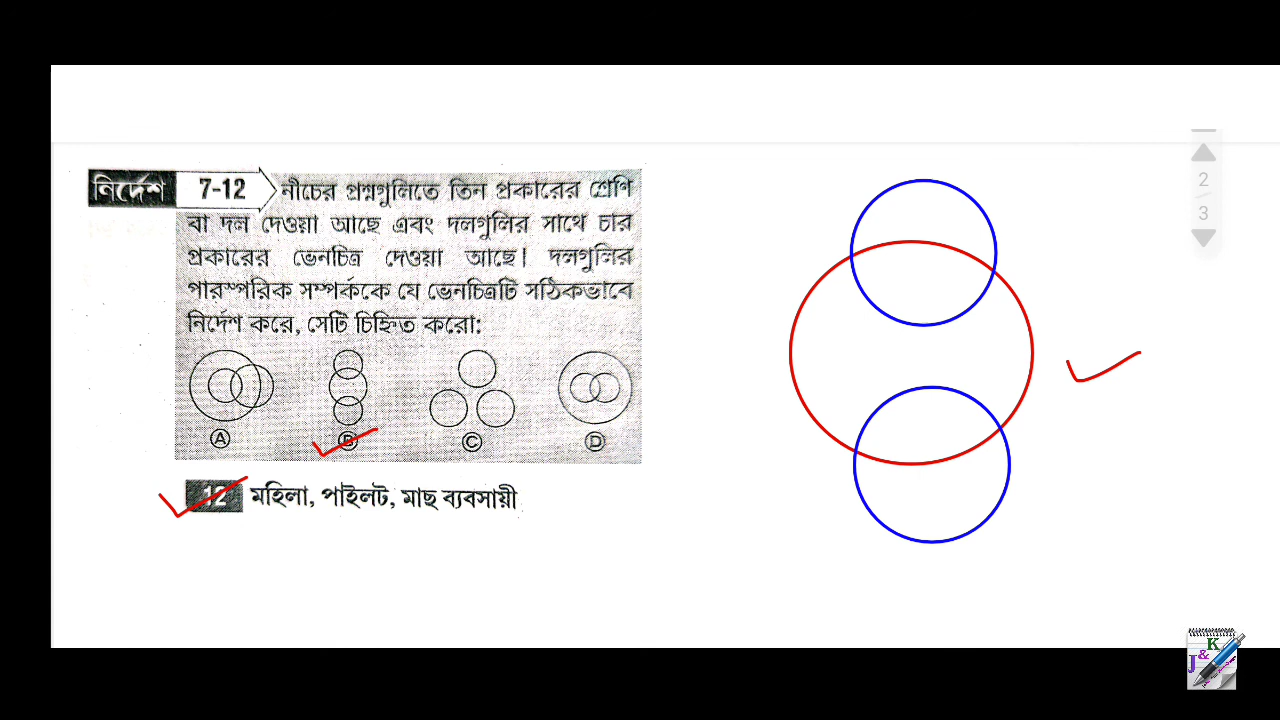 নির্দেশ 7-12 নীচের প্রশ্নগুলিতে তিন প্রকারের শ্রেণি
বা দল দেওয়া আছে এবং দলগুলির সাথে চার
প্রকারের ভেনচিত্র দেওয়া আছে। দলগুলির
পারস্পরিক সম্পর্ককে যে ভেনচিত্রটি সঠিকভাবে
নির্দেশ করে, সেটি চিহ্নিত করো:
A B C D
12 মহিলা, পাইলট, মাছ ব্যবসায়ী
2
3
J & K